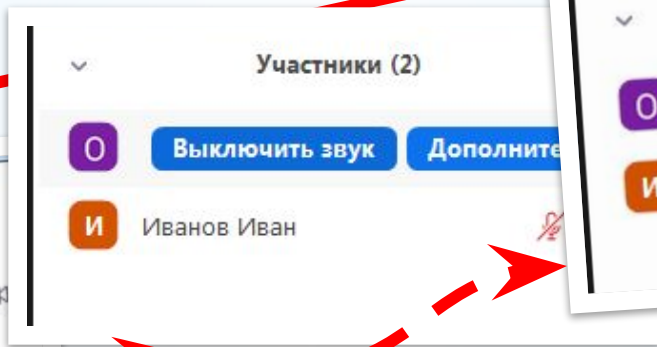 Участники (2)
О Выключить звук Дополните
И Иванов Иван
О
И